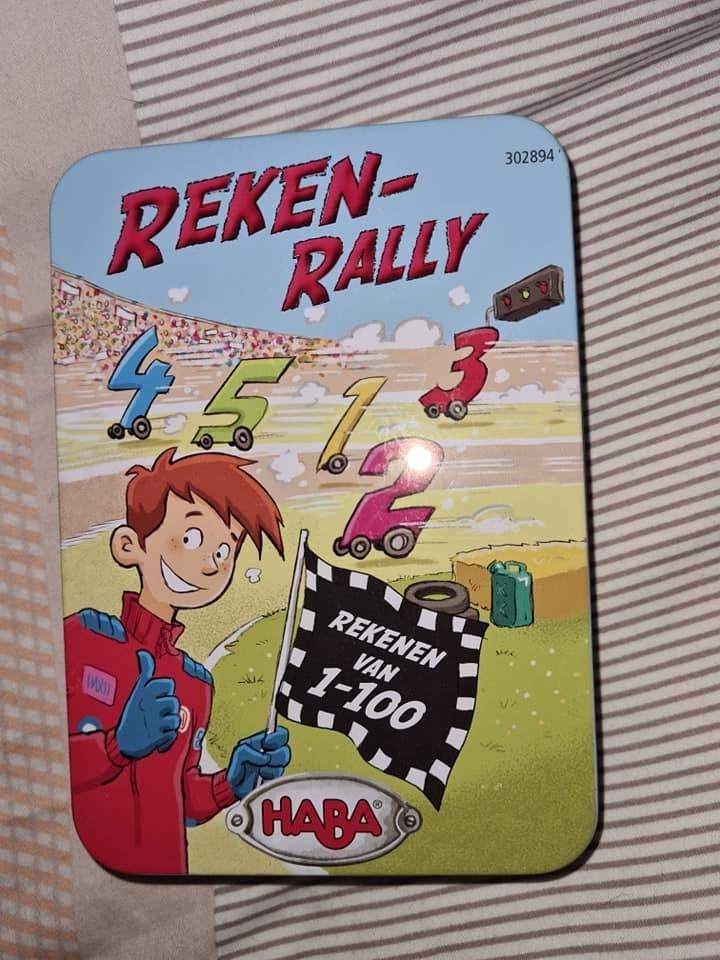 302894
REKEN-
RALLY
4 5 1 3
2
REKENEN
VAN
1-100
HABA®